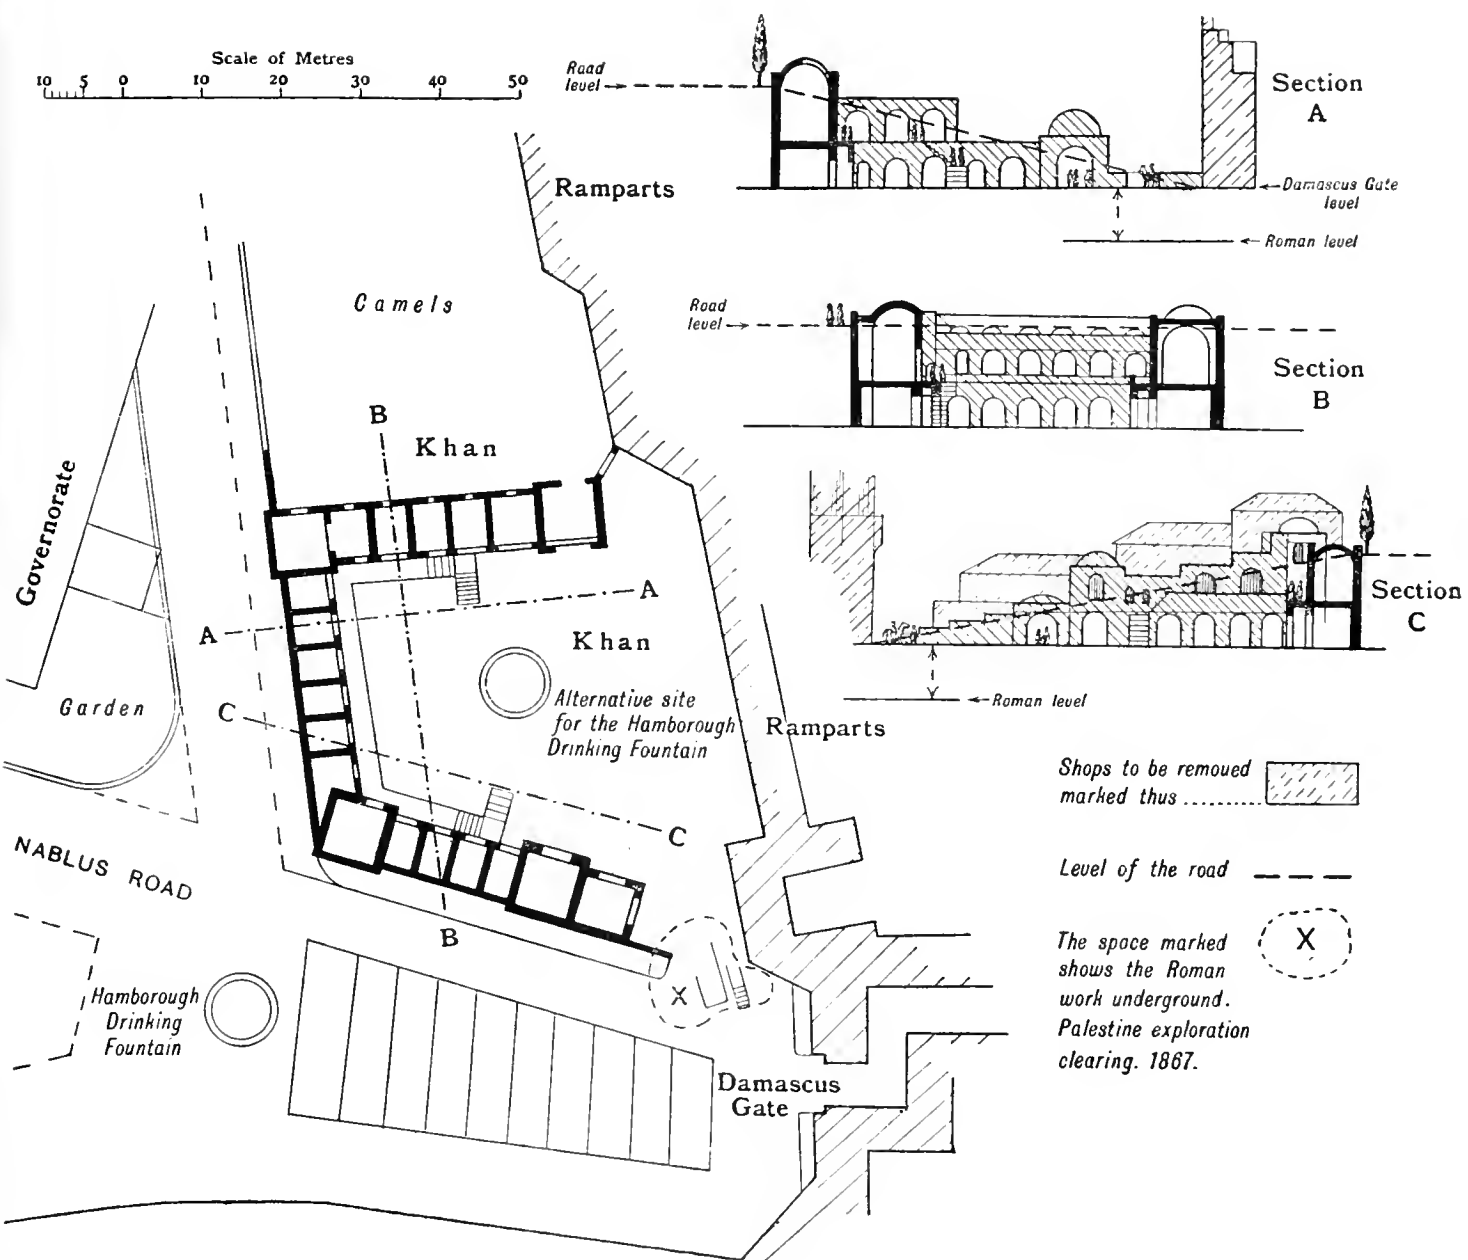 Scale of Metres
10 5 0 10 20 30 40 50
Road
level
Section
A
Ramparts
Damascus Gate
level
Roman level
Camels
Road
level
Section
B
B
Khan
Governorate
A
A
Khan
Section
C
Garden
C
Alternative site
for the Hamborough
Drinking Fountain
Roman level
Ramparts
Shops to be remoued
marked thus ..........
C
NABLUS ROAD
Level of the road
B
X
The space marked
shows the Roman
work underground.
Palestine exploration
clearing. 1867.
X
Hamborough
Drinking
Fountain
Damascus
Gate